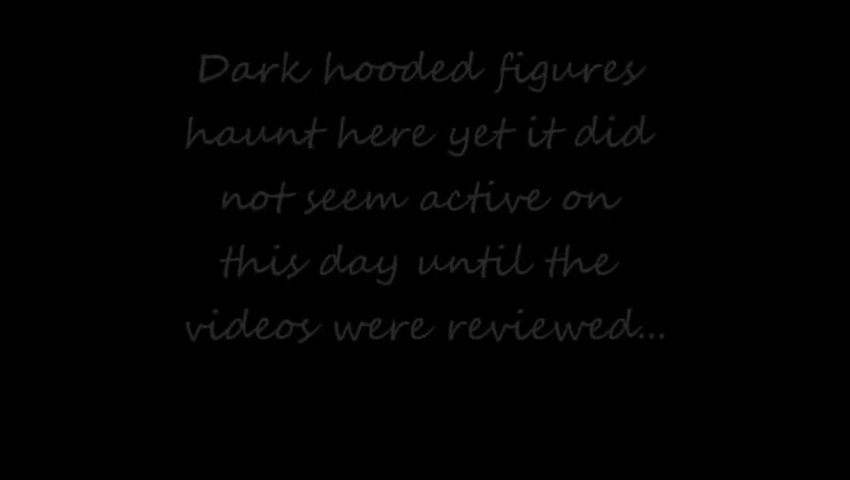 Dark hooded figures
haunt here yet it did
not seem active on
this day until the
videos were reviewed...